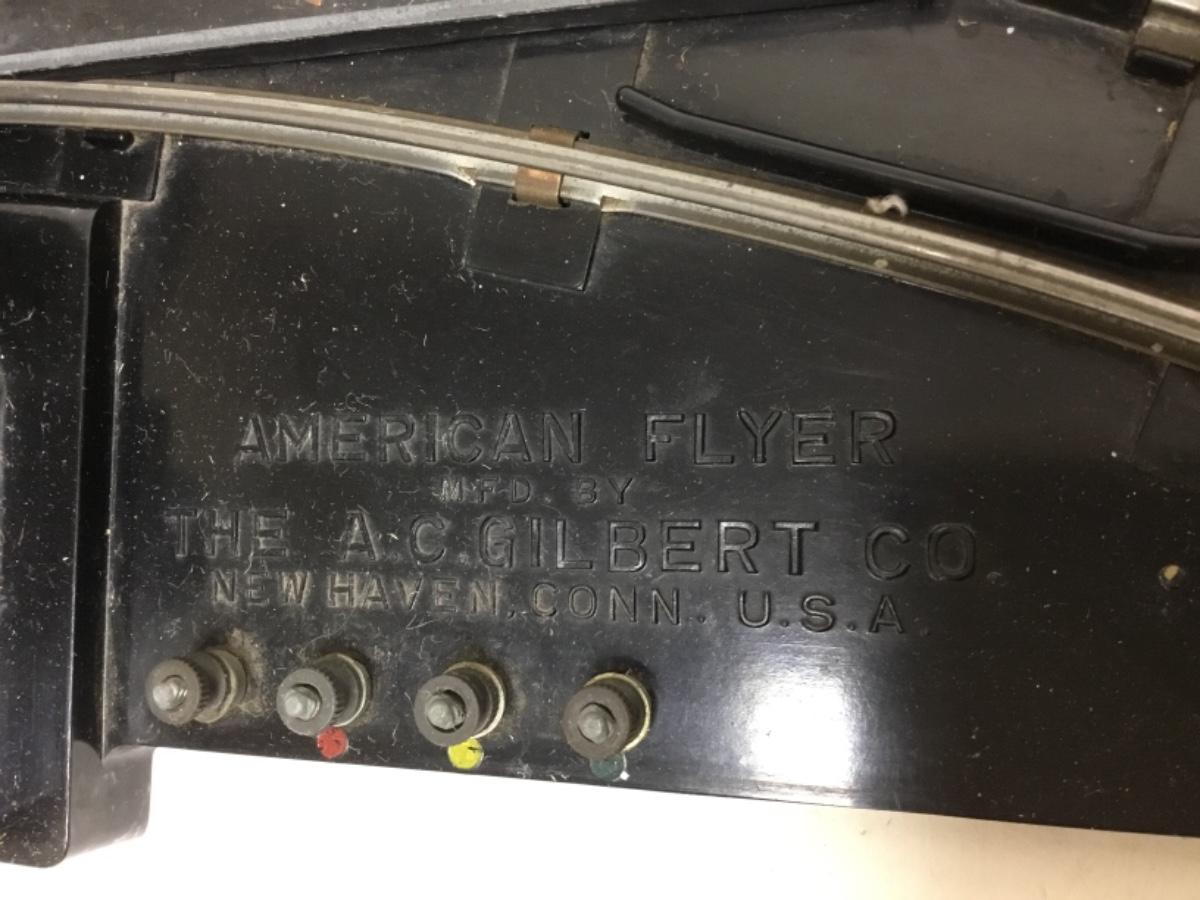 AMERICAN FLYER
MFD. BY
THE A.C. GILBERT CO
NEW HAVEN, CONN. U.S.A.